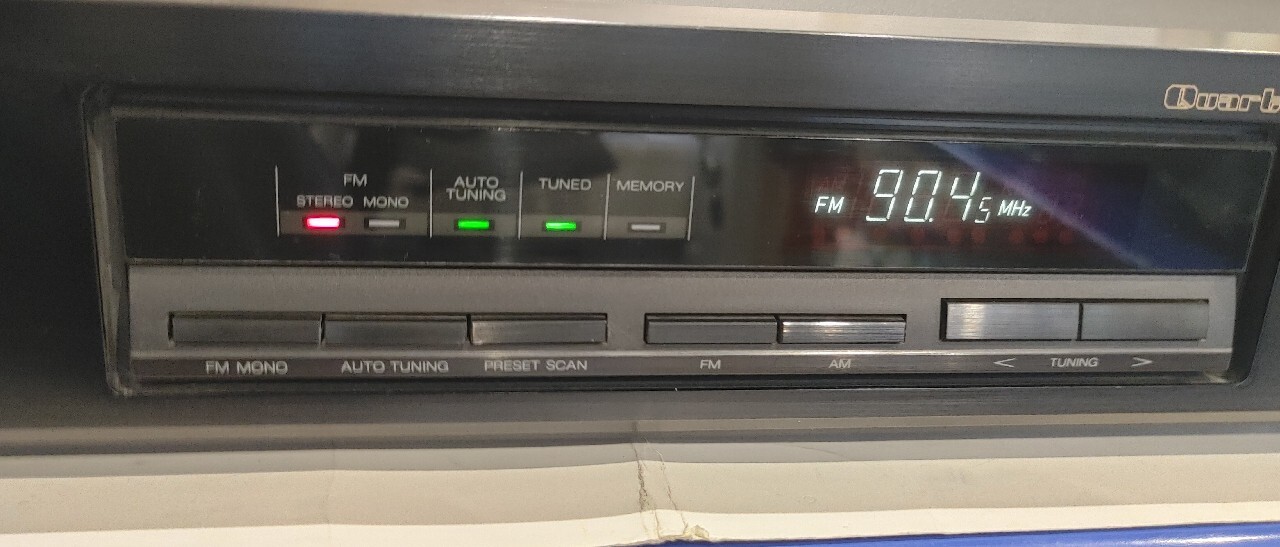 FM
STEREO MONO
AUTO
TUNING
TUNED
MEMORY
FM 90.45 MHz
FM MONO
AUTO TUNING
PRESET SCAN
FM
AM
< TUNING >